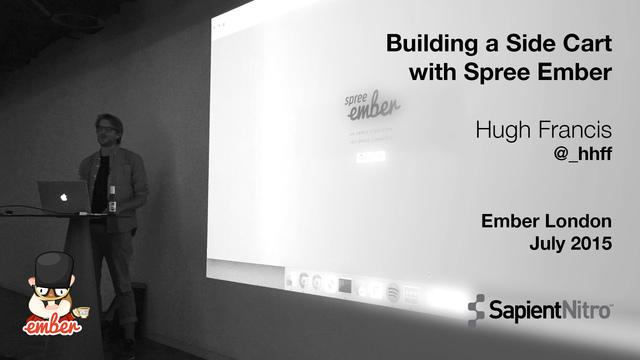 Building a Side Cart
with Spree Ember
Hugh Francis
@_hhff
Ember London
July 2015
SapientNitro
spree
ember
ember